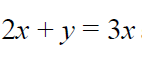 2x + y = 3x